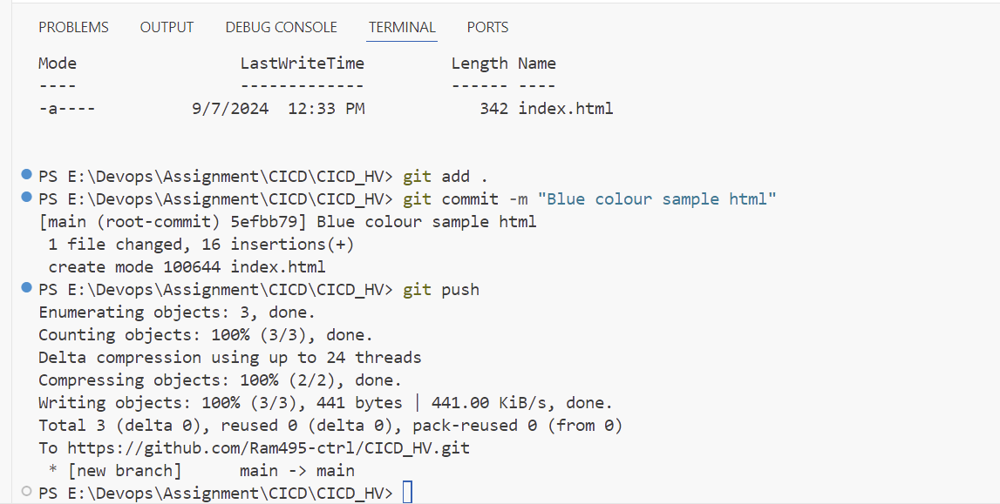 PROBLEMS OUTPUT DEBUG CONSOLE TERMINAL PORTS
Mode                 LastWriteTime         Length Name
----                 -------------         ------ ----
-a----          9/7/2024  12:33 PM            342 index.html
PS E:\Devops\Assignment\CICD\CICD_HV> git add .
PS E:\Devops\Assignment\CICD\CICD_HV> git commit -m "Blue colour sample html"
[main (root-commit) 5efbb79] Blue colour sample html
 1 file changed, 16 insertions(+)
 create mode 100644 index.html
PS E:\Devops\Assignment\CICD\CICD_HV> git push
Enumerating objects: 3, done.
Counting objects: 100% (3/3), done.
Delta compression using up to 24 threads
Compressing objects: 100% (2/2), done.
Writing objects: 100% (3/3), 441 bytes | 441.00 KiB/s, done.
Total 3 (delta 0), reused 0 (delta 0), pack-reused 0 (from 0)
To https://github.com/Ram495-ctrl/CICD_HV.git
 * [new branch]      main -> main
PS E:\Devops\Assignment\CICD\CICD_HV>